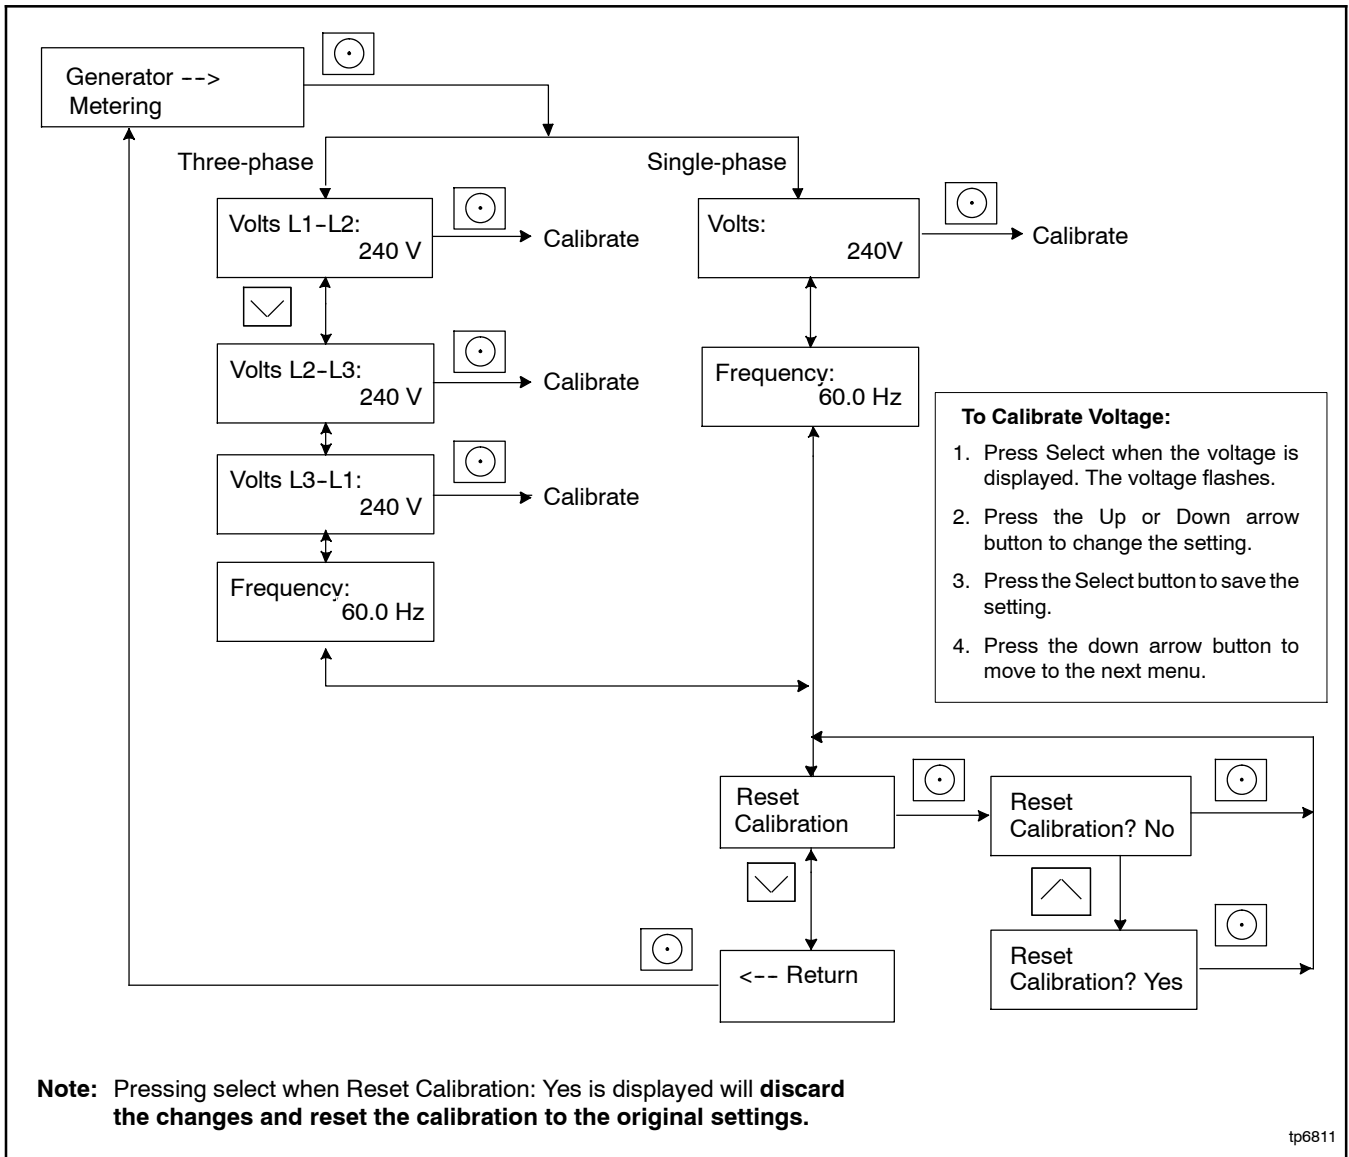 Generator -->
Metering
Three-phase
Single-phase
Volts L1-L2:
240 V
Calibrate
Volts:
240V
Calibrate
Volts L2-L3:
240 V
Calibrate
Frequency:
60.0 Hz
Volts L3-L1:
240 V
Calibrate
Frequency:
60.0 Hz
To Calibrate Voltage:
1. Press Select when the voltage is
displayed. The voltage flashes.
2. Press the Up or Down arrow
button to change the setting.
3. Press the Select button to save the
setting.
4. Press the down arrow button to
move to the next menu.
Reset
Calibration
Reset
Calibration? No
Reset
Calibration? Yes
<-- Return
Note: Pressing select when Reset Calibration: Yes is displayed will discard
the changes and reset the calibration to the original settings.
tp6811